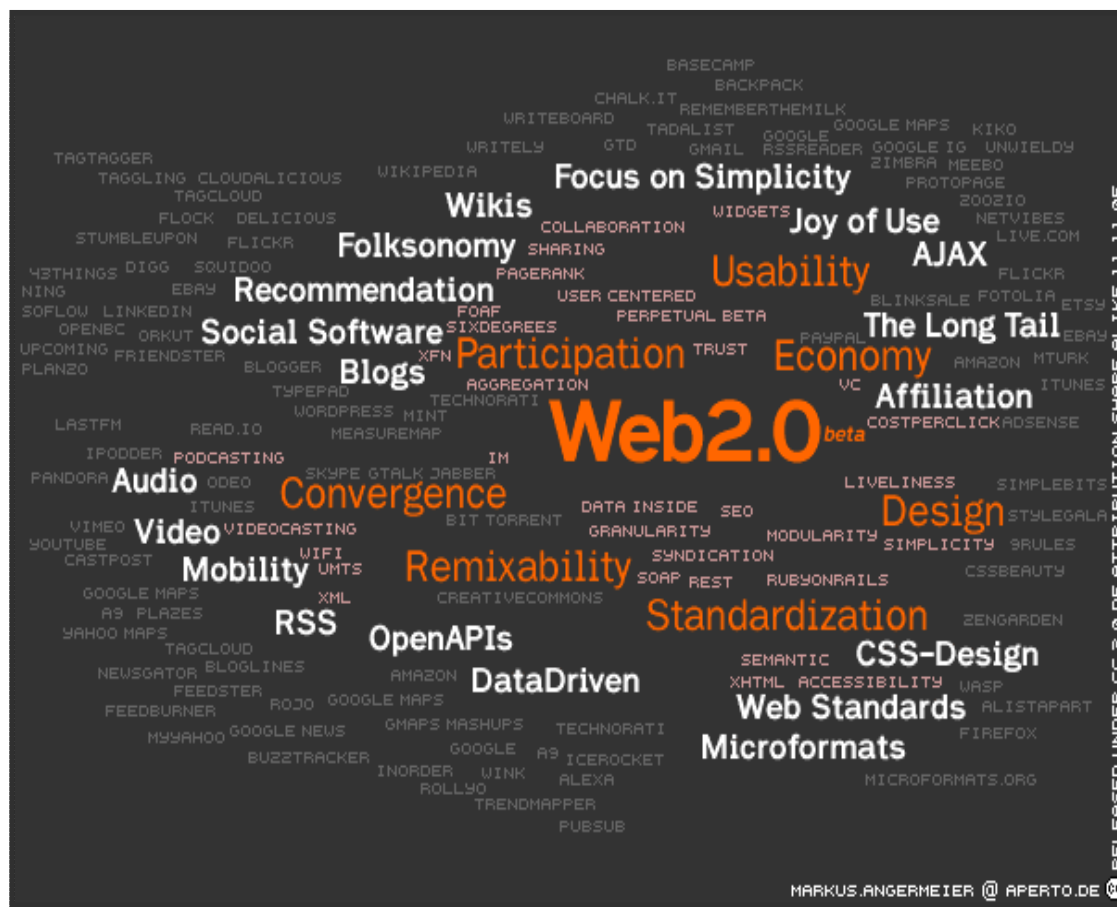 BASECAMP
BACKPACK
CHALK.IT
REMEMBERTHEMILK
WRITEBOARD
TADALIST
GOOGLE
RSSREADER
GOOGLE MAPS
KIKO
WRITELY
GTD
GMAIL
GOOGLE IG
UNWIELDY
TAGTAGGER
WIKIPEDIA
ZIMBRA
MEEBO
TAGGLING
CLOUDALICIOUS
Focus on Simplicity
PROTOPAGE
TAGCLOUD
Wikis
ZOOZIO
FLOCK
DELICIOUS
COLLABORATION
WIDGETS
Joy of Use
NETVIBES
STUMBLEUPON
FLICKR
Folksonomy
SHARING
AJAX
LIVE.COM
43THINGS
DIGG
SQUIDOO
PAGERANK
Usability
FLICKR
NING
EBAY
Recommendation
USER CENTERED
BLINKSALE
FOTOLIA
ETSY
SOFLOW
LINKEDIN
FOAF
PERPETUAL BETA
OPENBC
ORKUT
Social Software
SIXDEGREES
PAYPAL
The Long Tail
EBAY
UPCOMING
FRIENDSTER
XFN
Participation
TRUST
Economy
AMAZON
MTURK
PLANZO
BLOGGER
Blogs
AGGREGATION
VC
ITUNES
TYPEPAD
TECHNORATI
Affiliation
WORDPRESS
MINT
LASTFM
READ.IO
MEASUREMAP
Web2.0
beta
COSTPERCLICK
ADSENSE
IPODDER
PODCASTING
IM
PANDORA
Audio
ODEO
SKYPE
GTALK
JABBER
LIVELINESS
SIMPLEBITS
ITUNES
Convergence
DATA INSIDE
SEO
Design
STYLEGALA
VIMEO
Video
VIDEOCASTING
BIT TORRENT
GRANULARITY
MODULARITY
YOUTUBE
SIMPLICITY
9RULES
CASTPOST
WIFI
SYNDICATION
Mobility
UMTS
Remixability
SOAP
REST
RUBYONRAILS
CSSBEAUTY
GOOGLE MAPS
XML
CREATIVECOMMONS
A9
PLAZES
RSS
Standardization
ZENGARDEN
YAHOO MAPS
OpenAPIs
TAGCLOUD
SEMANTIC
CSS-Design
NEWSGATOR
BLOGLINES
AMAZON
DataDriven
XHTML
ACCESSIBILITY
WASP
FEEDSTER
ROJO
GOOGLE MAPS
Web Standards
ALISTAPART
FEEDBURNER
MYYAHOO
GOOGLE NEWS
GMAPS MASHUPS
TECHNORATI
FIREFOX
BUZZTRACKER
GOOGLE
A9
ICEROCKET
Microformats
INORDER
WINK
ALEXA
MICROFORMATS.ORG
ROLLYO
TRENDMAPPER
PUBSUB
MARKUS.ANGERMEIER @ APERTO.DE